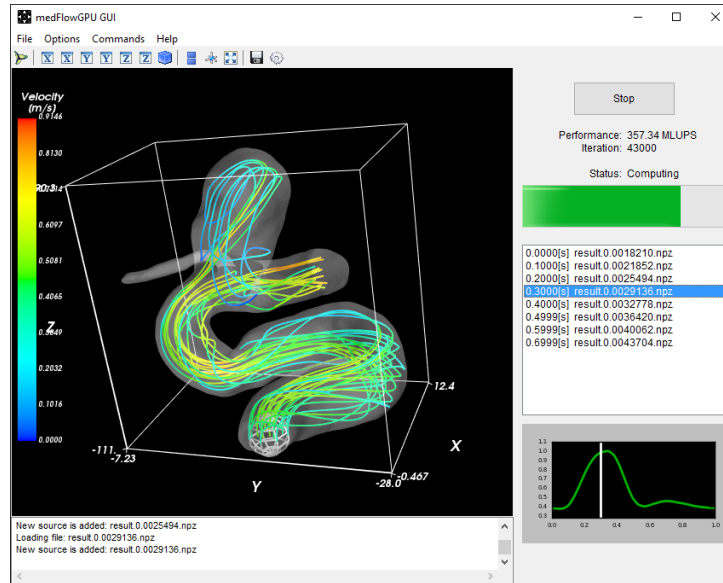 medFlowGPU GUI
File Options Commands Help
X X Y Y Z Z
Velocity
(m/s)
0.9146
0.8130
0.6097
0.5081
0.4065
0.2032
0.1016
0.0000
Z
-111.
-7.23
Y
-28.0
-0.467
X
12.4
Stop
Performance: 357.34 MLUPS
Iteration: 43000
Status: Computing
0.0000[s] result.0.0018210.npz
0.1000[s] result.0.0021852.npz
0.2000[s] result.0.0025494.npz
0.3000[s] result.0.0029136.npz
0.4000[s] result.0.0032778.npz
0.4999[s] result.0.0036420.npz
0.5999[s] result.0.0040062.npz
0.6999[s] result.0.0043704.npz
1.1
1.0
0.9
0.8
0.7
0.6
0.5
0.4
0.3
0.0 0.2 0.4 0.6 0.8 1.0
New source is added: result.0.0025494.npz
Loading file: result.0.0029136.npz
New source is added: result.0.0029136.npz